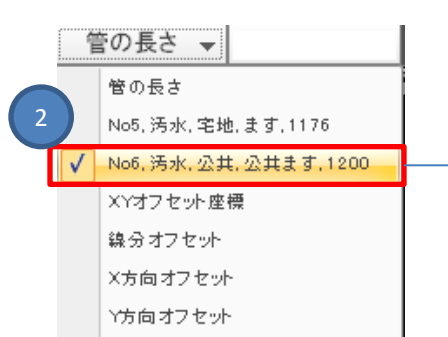 管の長さ
管の長さ
2
No5,汚水,宅地,ます,1176
No6,汚水,公共,公共ます,1200
XYオフセット座標
線分オフセット
X方向オフセット
Y方向オフセット